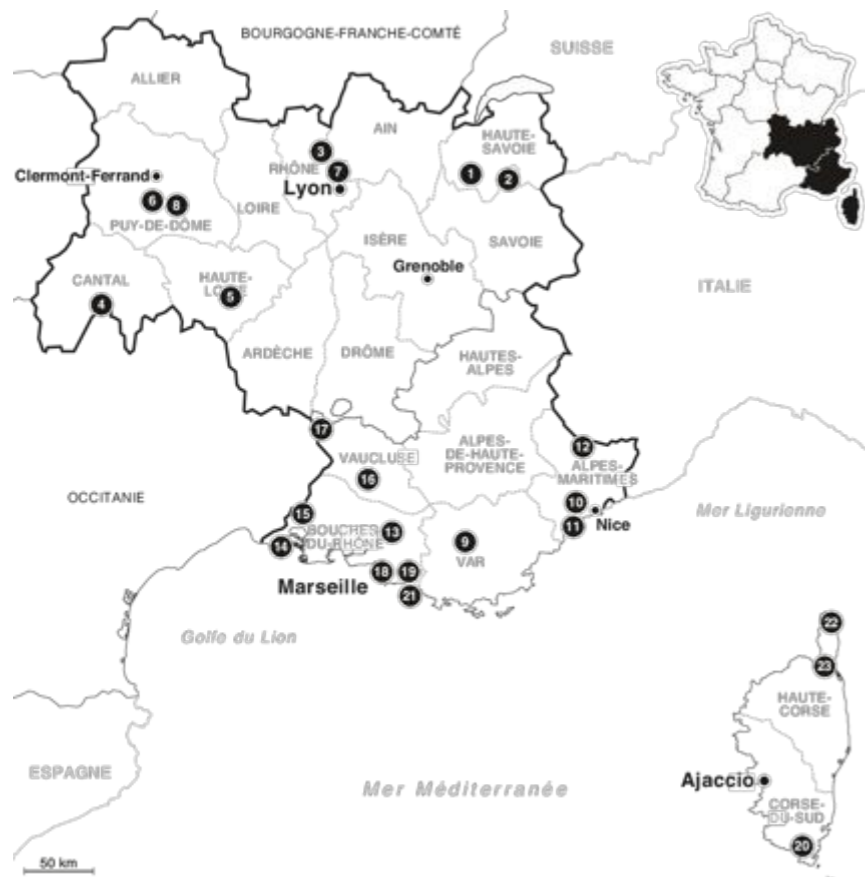 BOURGOGNE-FRANCHE-COMTÉ
SUISSE
ALLIER
AIN
HAUTE-
SAVOIE
3
RHÔNE
7
Clermont-Ferrand
1
2
Lyon
6
8
LOIRE
PUY-DE-DÔME
ISÈRE
SAVOIE
Grenoble
CANTAL
HAUTE-
LOIRE
ITALIE
4
5
ARDÈCHE
DRÔME
HAUTES-
ALPES
17
12
VAUCLUSE
ALPES-
DE-HAUTE-
PROVENCE
ALPES-
MARITIMES
16
OCCITANIE
10
Nice
Mer Ligurienne
15
11
BOUCHES
DU-RHÔNE
13
9
14
VAR
18
19
Marseille
21
22
Golfe du Lion
23
HAUTE-
CORSE
ESPAGNE
Ajaccio
Mer Méditerranée
CORSE-
DU-SUD
20
50 km